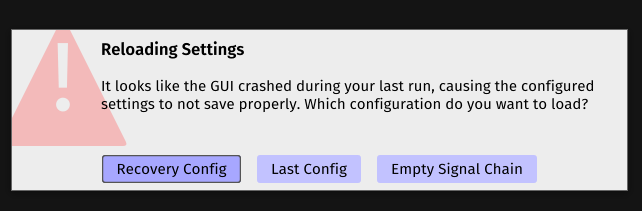 Reloading Settings
It looks like the GUI crashed during your last run, causing the configured
settings to not save properly. Which configuration do you want to load?
Recovery Config
Last Config
Empty Signal Chain